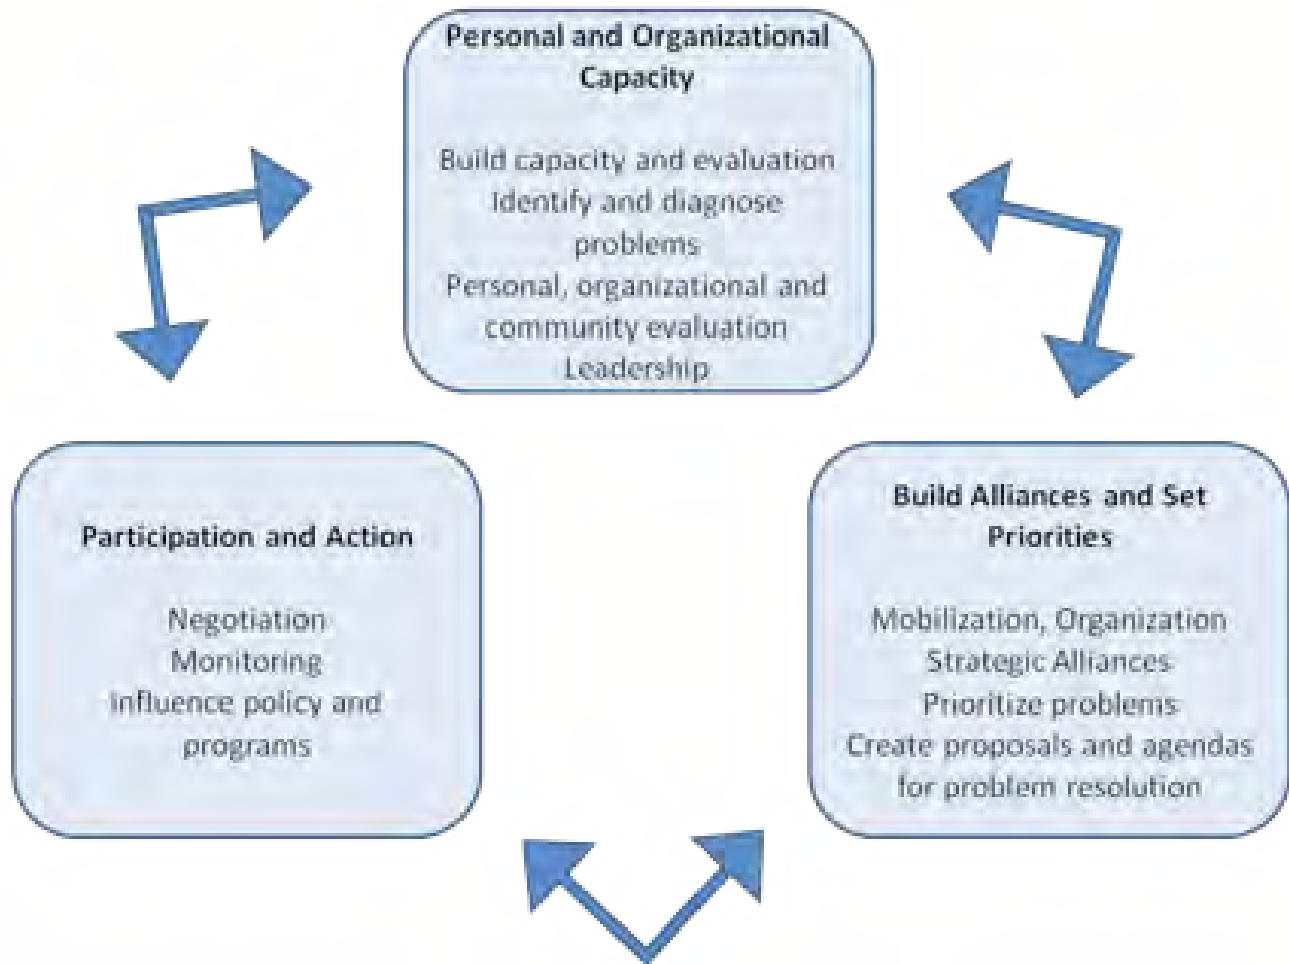 Personal and Organizational
Capacity
Build capacity and evaluation
Identify and diagnose
problems
Personal, organizational and
community evaluation
Leadership
Participation and Action
Negotiation
Monitoring
Influence policy and
programs
Build Alliances and Set
Priorities
Mobilization, Organization
Strategic Alliances
Prioritize problems
Create proposals and agendas
for problem resolution